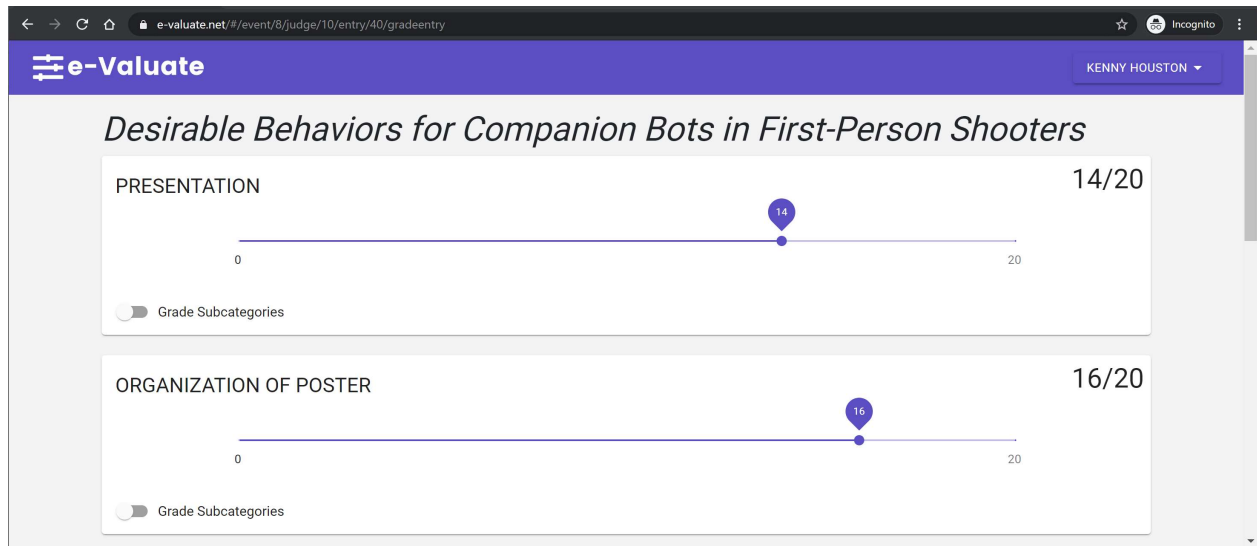 e-valuate.net/#/event/8/judge/10/entry/40/gradeentry
Incognito
e-Valuate
KENNY HOUSTON
Desirable Behaviors for Companion Bots in First-Person Shooters
PRESENTATION
14/20
14
0
20
Grade Subcategories
ORGANIZATION OF POSTER
16/20
16
0
20
Grade Subcategories